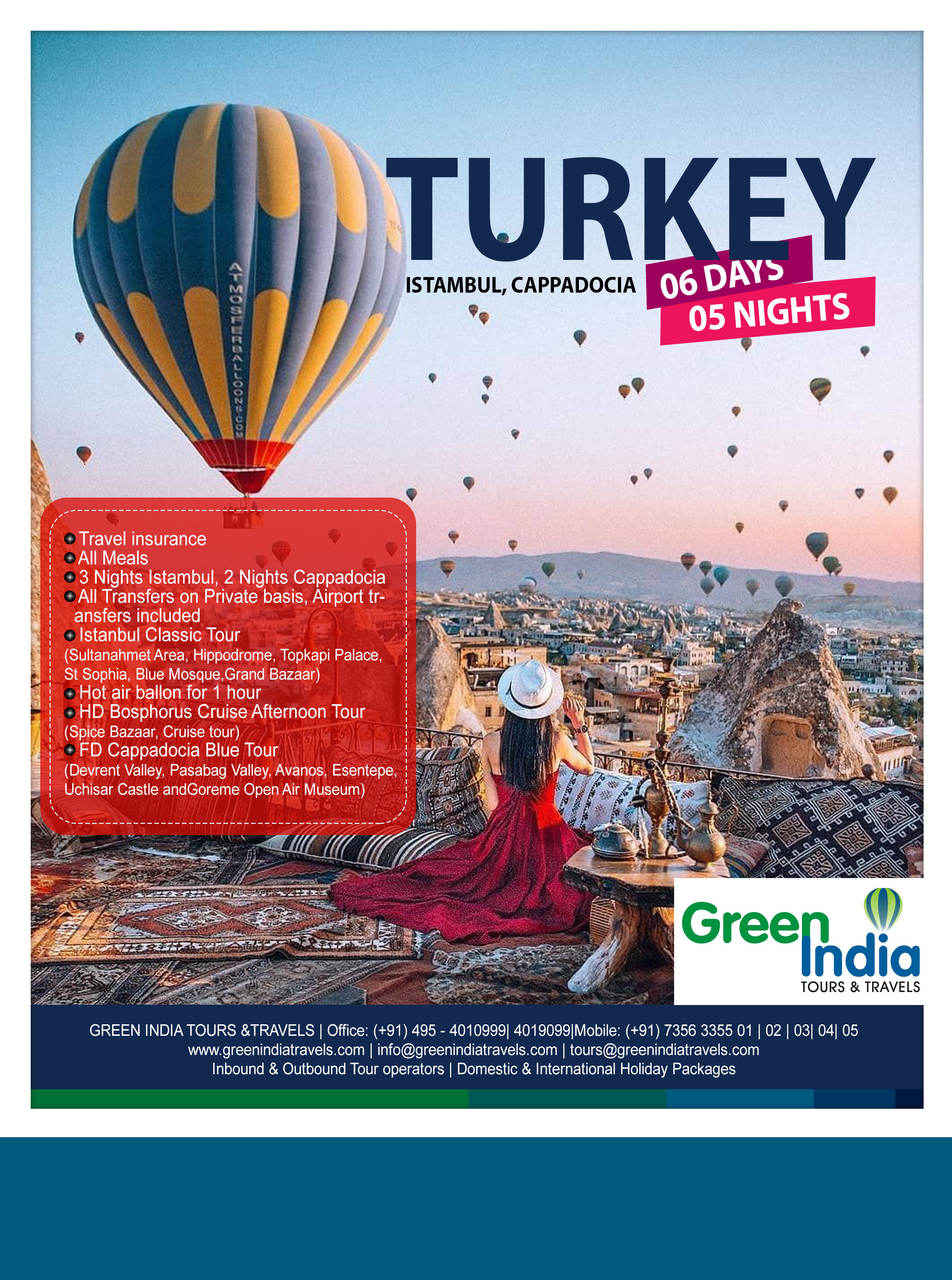 TURKEY
ISTAMBUL, CAPPADOCIA
06 DAYS
05 NIGHTS
ATMOSFERBALLOONS.COM
Travel insurance
All Meals
3 Nights Istambul, 2 Nights Cappadocia
All Transfers on Private basis, Airport tr-
ansfers included
Istanbul Classic Tour
(Sultanahmet Area, Hippodrome, Topkapi Palace,
St Sophia, Blue Mosque,Grand Bazaar)
Hot air ballon for 1 hour
HD Bosphorus Cruise Afternoon Tour
(Spice Bazaar, Cruise tour)
FD Cappadocia Blue Tour
(Devrent Valley, Pasabag Valley, Avanos, Esentepe,
Uchisar Castle andGoreme Open Air Museum)
Green
India
TOURS & TRAVELS
GREEN INDIA TOURS &TRAVELS | Office: (+91) 495 - 4010999| 4019099|Mobile: (+91) 7356 3355 01 | 02 | 03| 04| 05
www.greenindiatravels.com | info@greenindiatravels.com | tours@greenindiatravels.com
Inbound & Outbound Tour operators | Domestic & International Holiday Packages